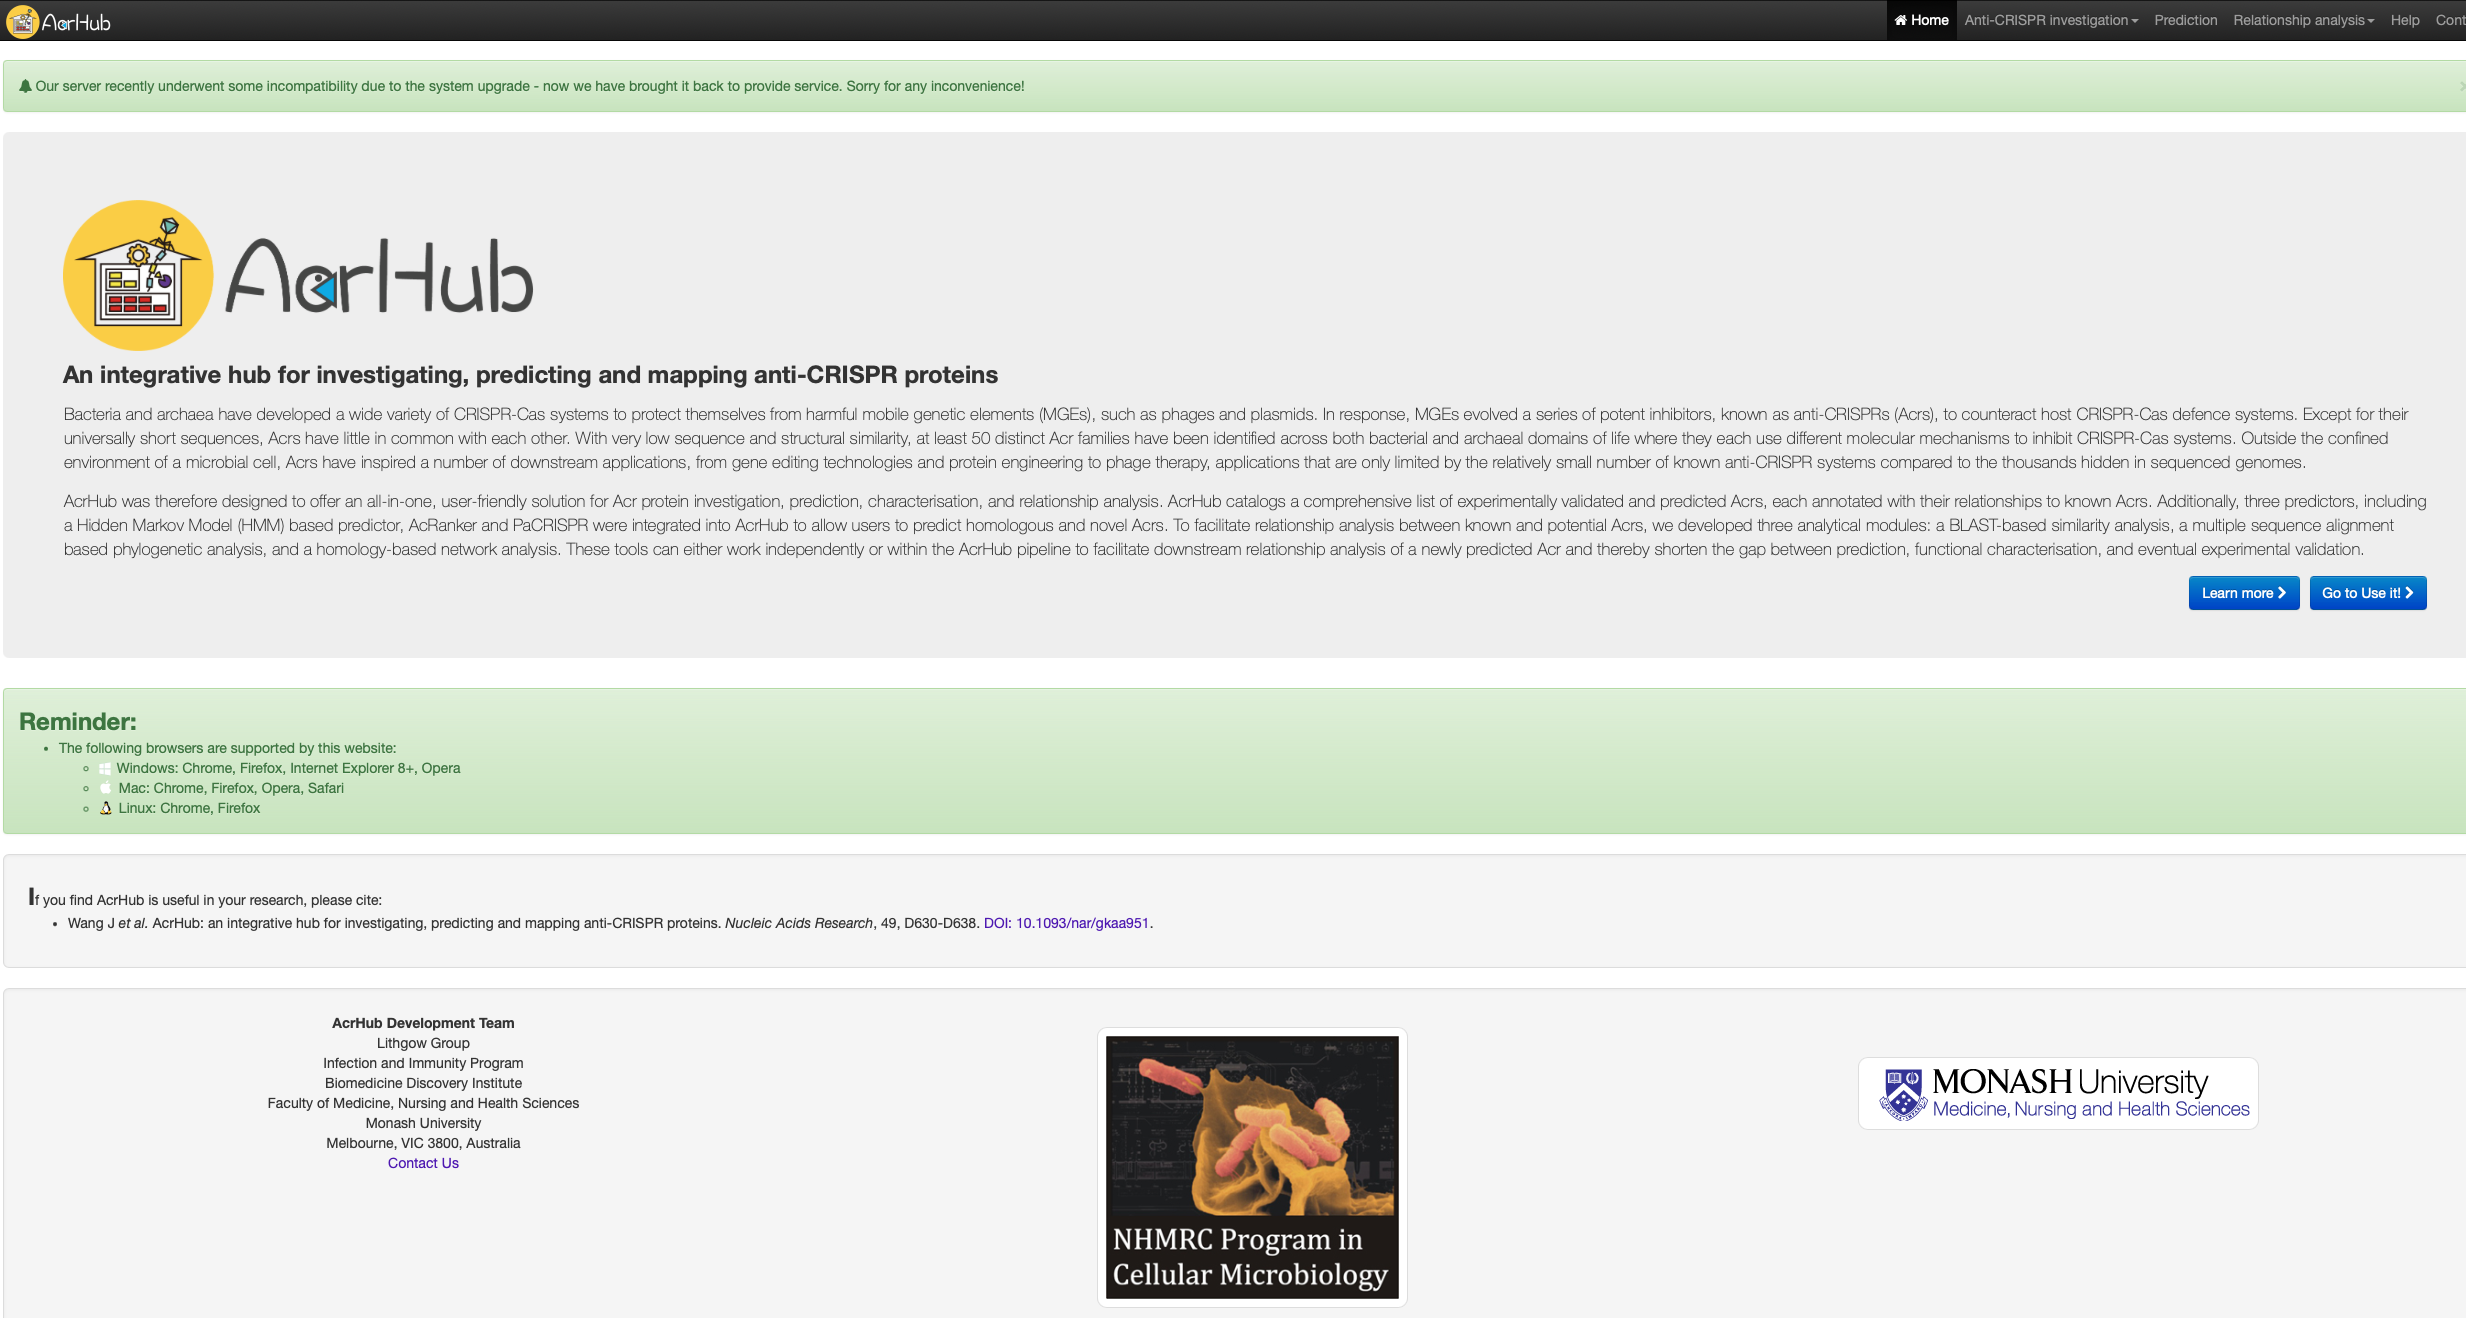 AcrHub
Home Anti-CRISPR investigation Prediction Relationship analysis Help
Our server recently underwent some incompatibility due to the system upgrade - now we have brought it back to provide service. Sorry for any inconvenience!
×
AcrHub
An integrative hub for investigating, predicting and mapping anti-CRISPR proteins
Bacteria and archaea have developed a wide variety of CRISPR-Cas systems to protect themselves from harmful mobile genetic elements (MGEs), such as phages and plasmids. In response, MGEs evolved a series of potent inhibitors, known as anti-CRISPRs (Acrs), to counteract host CRISPR-Cas defence systems. Except for their
universally short sequences, Acrs have little in common with each other. With very low sequence and structural similarity, at least 50 distinct Acr families have been identified across both bacterial and archaeal domains of life where they each use different molecular mechanisms to inhibit CRISPR-Cas systems. Outside the confined
environment of a microbial cell, Acrs have inspired a number of downstream applications, from gene editing technologies and protein engineering to phage therapy, applications that are only limited by the relatively small number of known anti-CRISPR systems compared to the thousands hidden in sequenced genomes.
AcrHub was therefore designed to offer an all-in-one, user-friendly solution for Acr protein investigation, prediction, characterisation, and relationship analysis. AcrHub catalogs a comprehensive list of experimentally validated and predicted Acrs, each annotated with their relationships to known Acrs. Additionally, three predictors, including
a Hidden Markov Model (HMM) based predictor, AcRanker and PaCRISPR were integrated into AcrHub to allow users to predict homologous and novel Acrs. To facilitate relationship analysis between known and potential Acrs, we developed three analytical modules: a BLAST-based similarity analysis, a multiple sequence alignment
based phylogenetic analysis, and a homology-based network analysis. These tools can either work independently or within the AcrHub pipeline to facilitate downstream relationship analysis of a newly predicted Acr and thereby shorten the gap between prediction, functional characterisation, and eventual experimental validation.
Learn more Go to Use it!
Reminder:
The following browsers are supported by this website:
Windows: Chrome, Firefox, Internet Explorer 8+, Opera
Mac: Chrome, Firefox, Opera, Safari
Linux: Chrome, Firefox
If you find AcrHub is useful in your research, please cite:
Wang J et al. AcrHub: an integrative hub for investigating, predicting and mapping anti-CRISPR proteins. Nucleic Acids Research, 49, D630-D638. DOI: 10.1093/nar/gkaa951.
AcrHub Development Team
Lithgow Group
Infection and Immunity Program
Biomedicine Discovery Institute
Faculty of Medicine, Nursing and Health Sciences
Monash University
Melbourne, VIC 3800, Australia
Contact Us
NHMRC Program in
Cellular Microbiology
MONASH University
Medicine, Nursing and Health Sciences